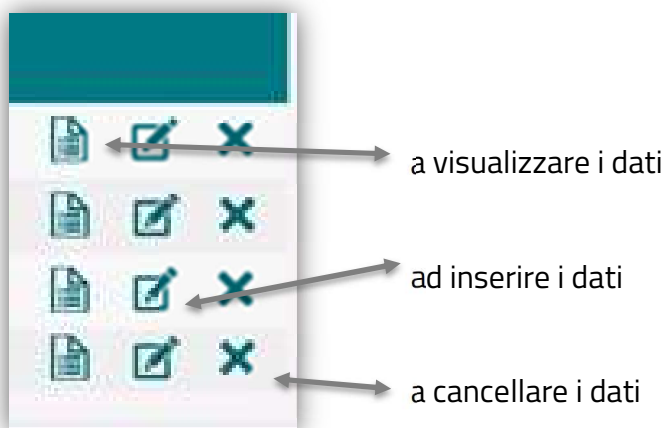 a visualizzare i dati
ad inserire i dati
a cancellare i dati